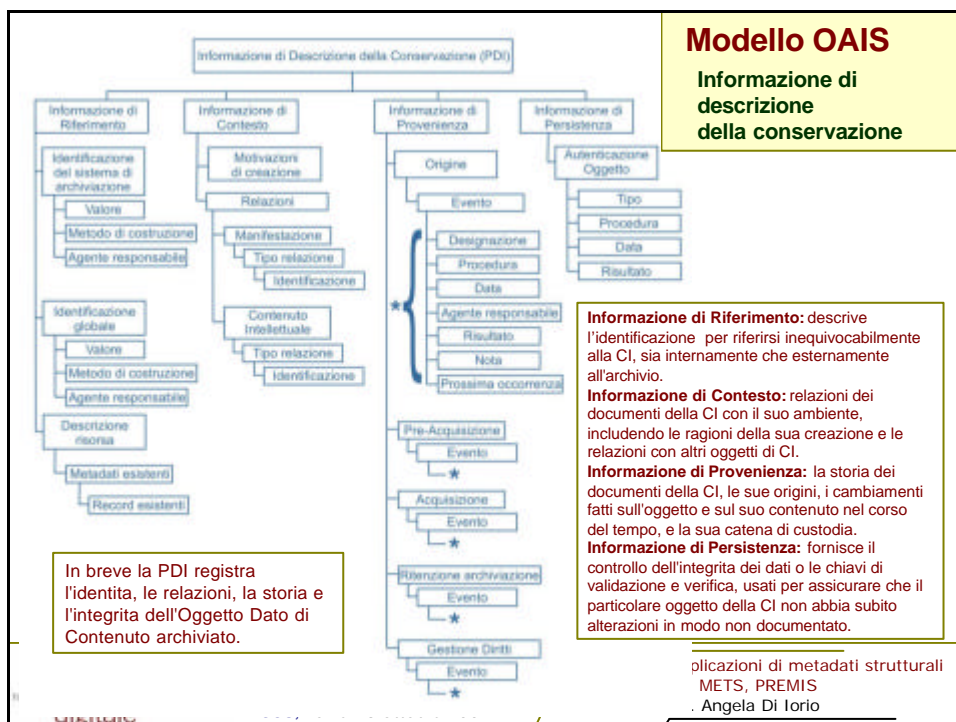 Modello OAIS
Informazione di
descrizione
della conservazione
Informazione di Descrizione della Conservazione (PDI)
Informazione di
Riferimento
Identificazione
del sistema di
archiviazione
Valore
Metodo di costruzione
Agente responsabile
Identificazione
globale
Valore
Metodo di costruzione
Agente responsabile
Descrizione
risorsa
Metadati esistenti
Record esistenti
Informazione di
Contesto
Motivazioni
di creazione
Relazioni
Manifestazione
Tipo relazione
Identificazione
Contenuto
Intellettuale
Tipo relazione
Identificazione
Informazione di
Provenienza
Origine
Evento
*
Designazione
Procedura
Data
Agente responsabile
Risultato
Nota
Prossima occorrenza
Pre-Acquisizione
Evento
*
Acquisizione
Evento
*
Ritenzione archiviazione
Evento
*
Gestione Diritti
Evento
*
Informazione di
Persistenza
Autenticazione
Oggetto
Tipo
Procedura
Data
Risultato
Informazione di Riferimento: descrive
l'identificazione per riferirsi inequivocabilmente
alla CI, sia internamente che esternamente
all'archivio.
Informazione di Contesto: relazioni dei
documenti della CI con il suo ambiente,
includendo le ragioni della sua creazione e le
relazioni con altri oggetti di CI.
Informazione di Provenienza: la storia dei
documenti della CI, le sue origini, i cambiamenti
fatti sull'oggetto e sul suo contenuto nel corso
del tempo, e la sua catena di custodia.
Informazione di Persistenza: fornisce il
controllo dell'integrita dei dati o le chiavi di
validazione e verifica, usati per assicurare che il
particolare oggetto della CI non abbia subito
alterazioni in modo non documentato.
In breve la PDI registra
l'identita, le relazioni, la storia e
l'integrita dell'Oggetto Dato di
Contenuto archiviato.
plicazioni di metadati strutturali
METS, PREMIS
. Angela Di Iorio
digitale